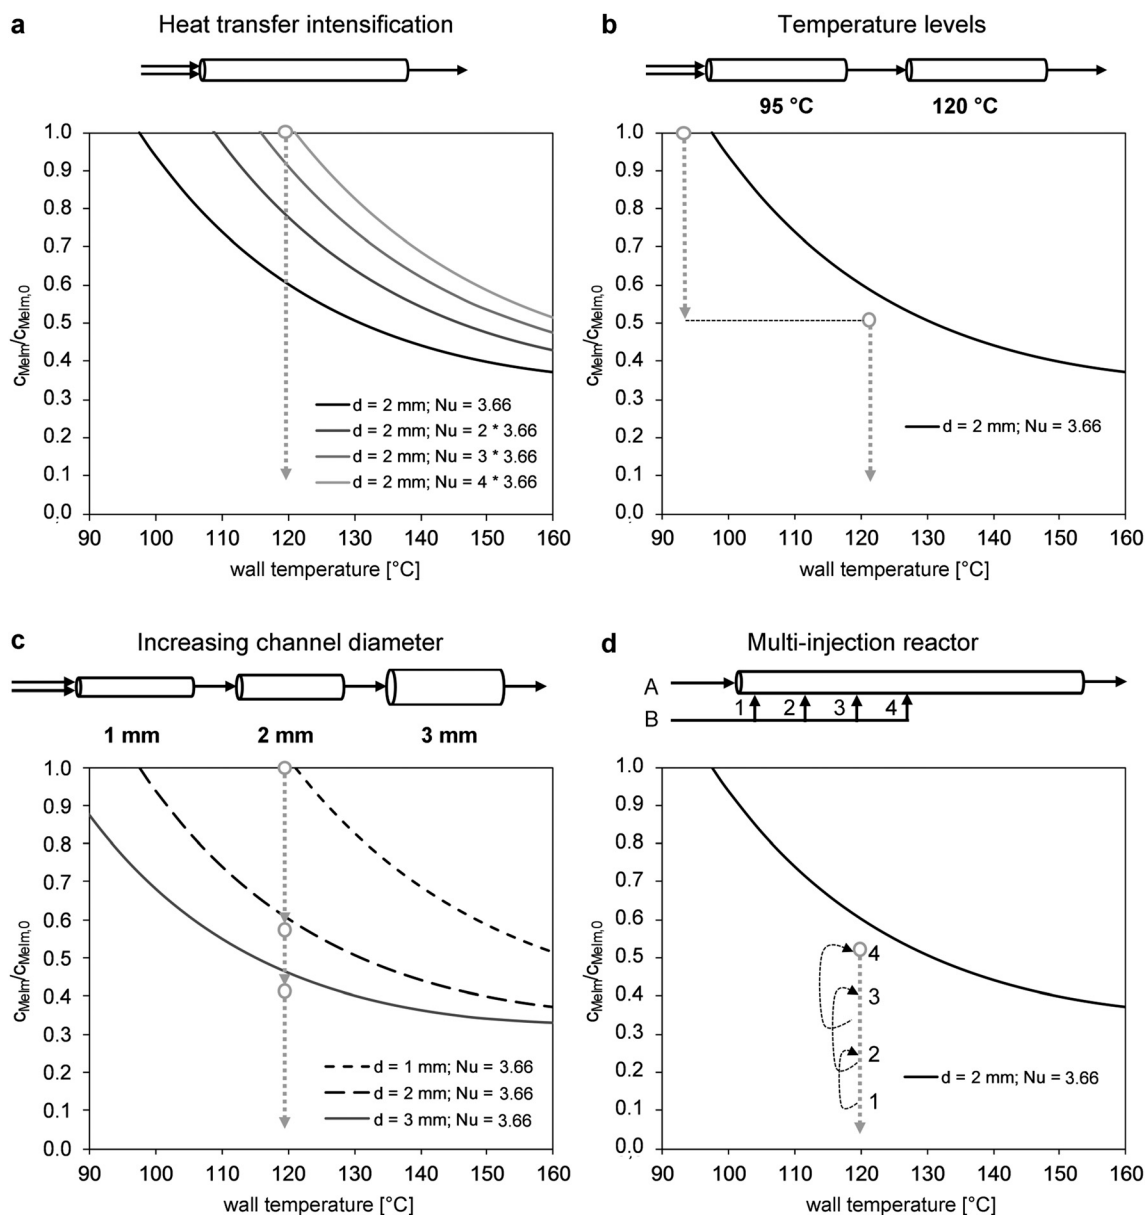 a Heat transfer intensification
1.0
0.9
0.8
0.7
0.6
0.5
0.4
0.3
0.2
0.1
0.0
c_MeIm/c_MeIm,0
d = 2 mm; Nu = 3.66
d = 2 mm; Nu = 2 * 3.66
d = 2 mm; Nu = 3 * 3.66
d = 2 mm; Nu = 4 * 3.66
90 100 110 120 130 140 150 160
wall temperature [°C]
b Temperature levels
95 °C 120 °C
1.0
0.9
0.8
0.7
0.6
0.5
0.4
0.3
0.2
0.1
0.0
c_MeIm/c_MeIm,0
d = 2 mm; Nu = 3.66
90 100 110 120 130 140 150 160
wall temperature [°C]
c Increasing channel diameter
1 mm 2 mm 3 mm
1.0
0.9
0.8
0.7
0.6
0.5
0.4
0.3
0.2
0.1
0.0
c_MeIm/c_MeIm,0
d = 1 mm; Nu = 3.66
d = 2 mm; Nu = 3.66
d = 3 mm; Nu = 3.66
90 100 110 120 130 140 150 160
wall temperature [°C]
d Multi-injection reactor
A
B
1 2 3 4
1.0
0.9
0.8
0.7
0.6
0.5
0.4
0.3
0.2
0.1
0.0
c_MeIm/c_MeIm,0
4
3
2
1
d = 2 mm; Nu = 3.66
90 100 110 120 130 140 150 160
wall temperature [°C]